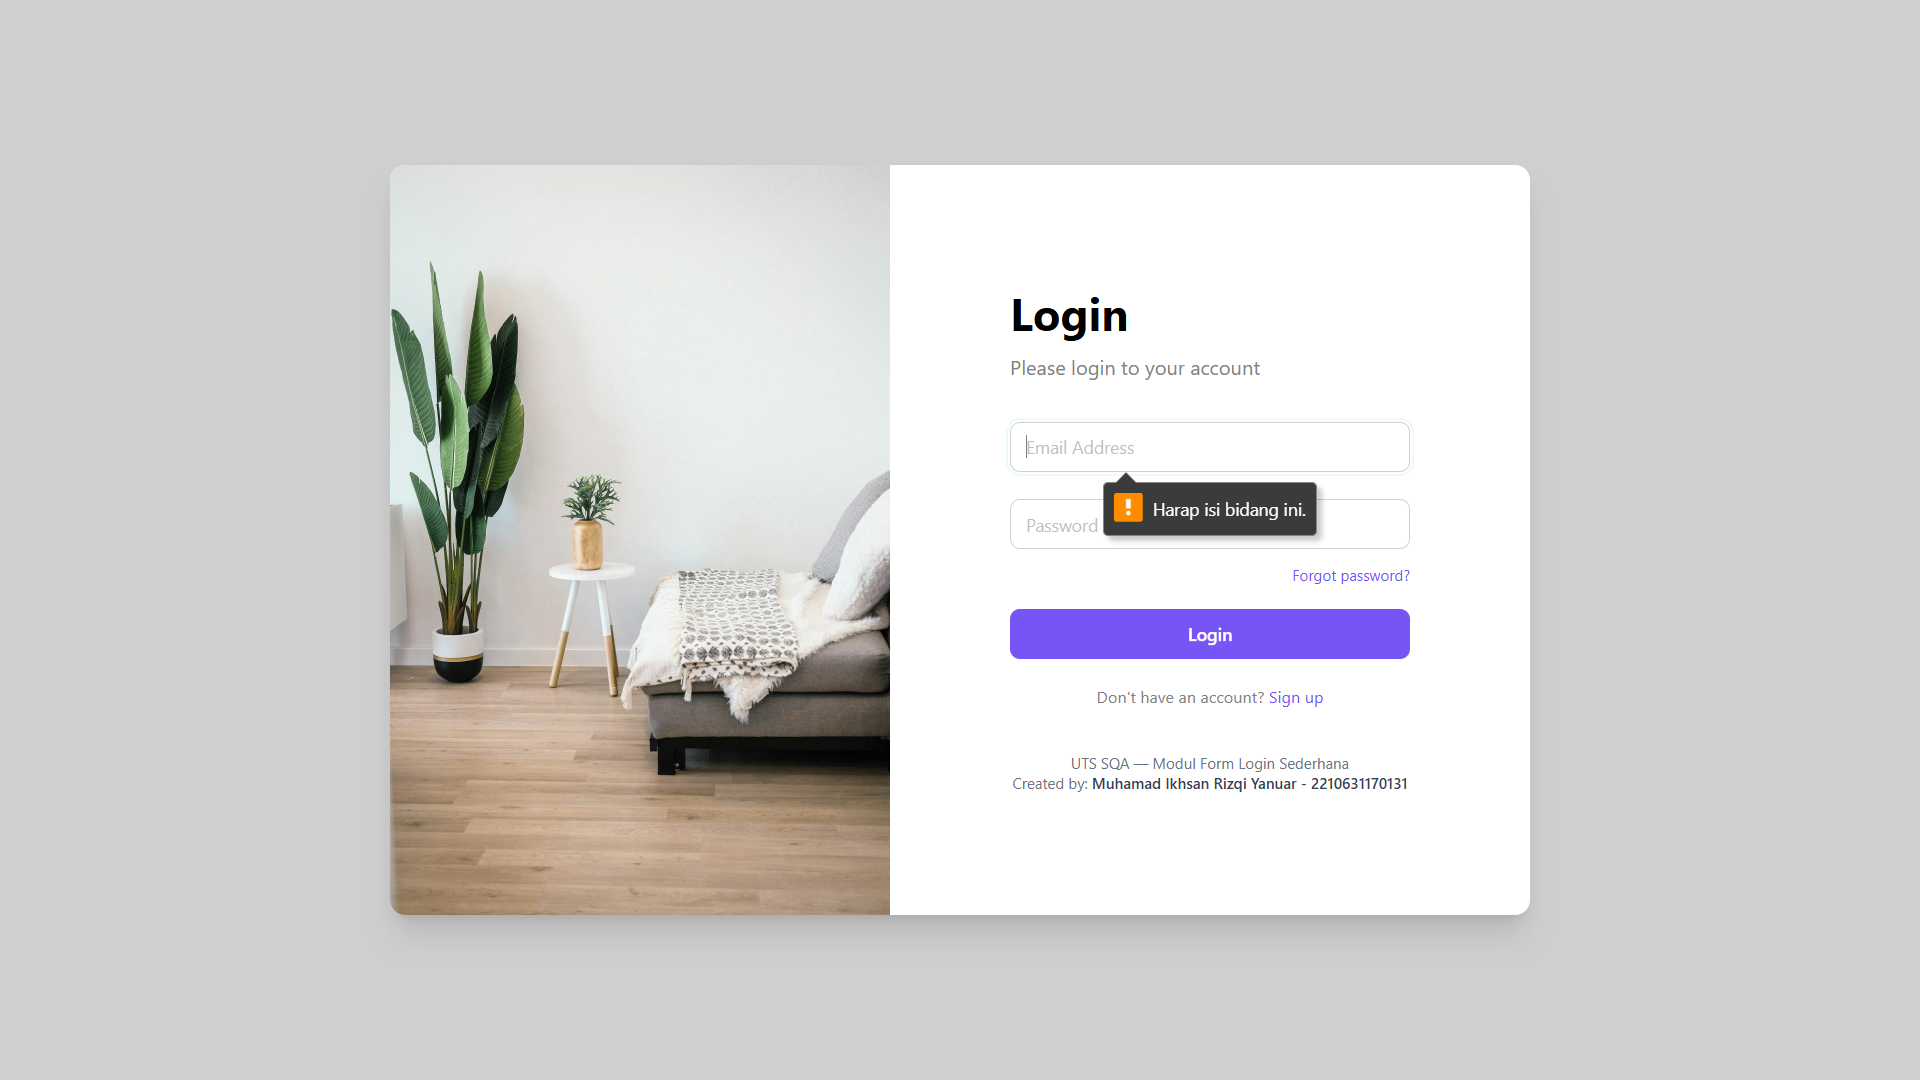 Login
Please login to your account
Email Address
Harap isi bidang ini.
Password
Forgot password?
Login
Don't have an account? Sign up
UTS SQA — Modul Form Login Sederhana
Created by: Muhamad Ikhsan Rizqi Yanuar - 2210631170131